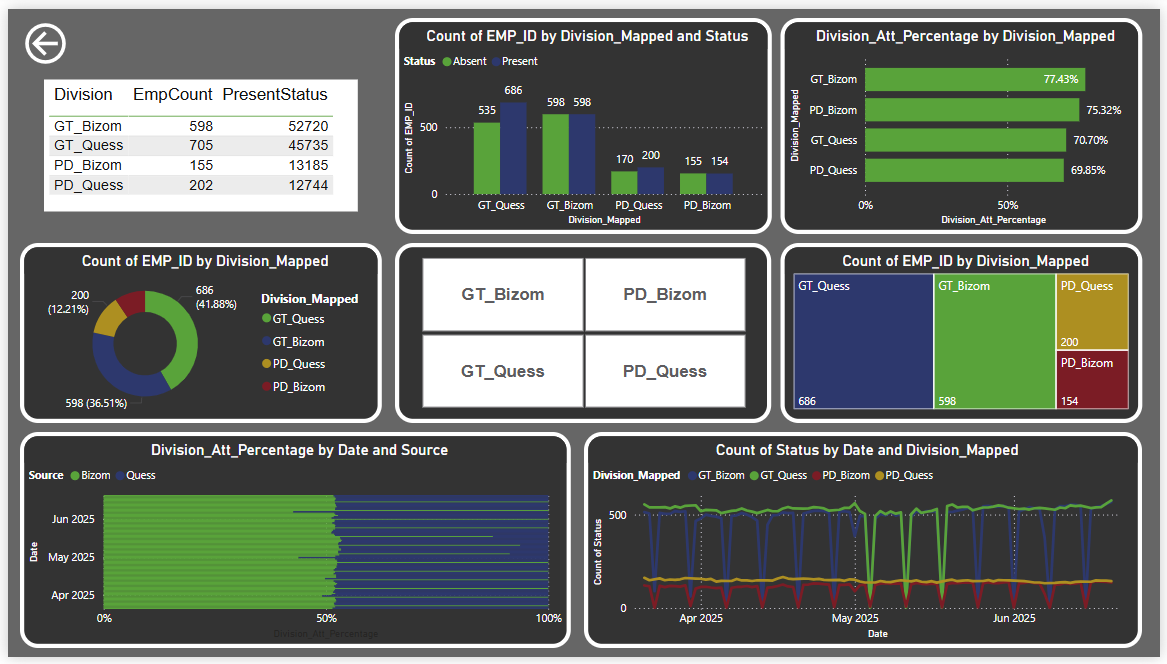 Division EmpCount PresentStatus
GT_Bizom 598 52720
GT_Quess 705 45735
PD_Bizom 155 13185
PD_Quess 202 12744
Count of EMP_ID by Division_Mapped and Status
Status Absent Present
Count of EMP_ID
500
0
535 686 598 598 170 200 155 154
GT_Quess GT_Bizom PD_Quess PD_Bizom
Division_Mapped
Division_Att_Percentage by Division_Mapped
Division_Mapped
GT_Bizom 77.43%
PD_Bizom 75.32%
GT_Quess 70.70%
PD_Quess 69.85%
0% 50%
Division_Att_Percentage
Count of EMP_ID by Division_Mapped
200
(12.21%)
686
(41.88%)
598 (36.51%)
Division_Mapped
GT_Quess
GT_Bizom
PD_Quess
PD_Bizom
GT_Bizom PD_Bizom
GT_Quess PD_Quess
Count of EMP_ID by Division_Mapped
GT_Quess
686
GT_Bizom
598
PD_Quess
200
PD_Bizom
154
Division_Att_Percentage by Date and Source
Source Bizom Quess
Date
Jun 2025
May 2025
Apr 2025
0% 50% 100%
Division_Att_Percentage
Count of Status by Date and Division_Mapped
Division_Mapped GT_Bizom GT_Quess PD_Bizom PD_Quess
Count of Status
500
0
Apr 2025 May 2025 Jun 2025
Date